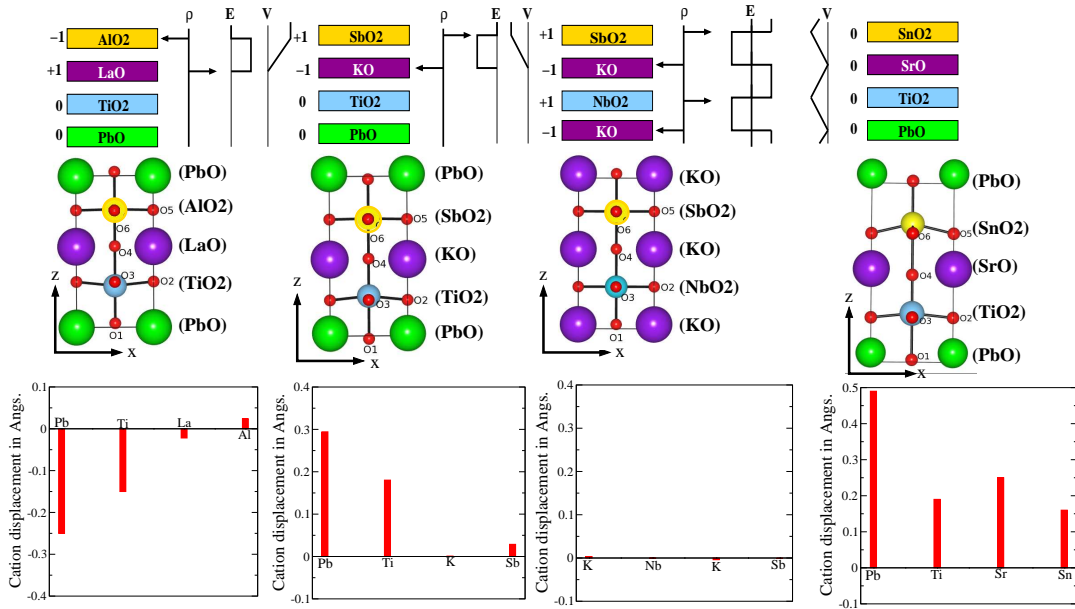 ρ E V
−1 AlO2
+1 LaO
0 TiO2
0 PbO
ρ E V
+1 SbO2
−1 KO
0 TiO2
0 PbO
ρ E V
+1 SbO2
−1 KO
+1 NbO2
−1 KO
0 SnO2
0 SrO
0 TiO2
0 PbO
(PbO)
(AlO2)
O5
O6
(LaO)
O4
O3
(TiO2)
O2
(PbO)
O1
Z
X
(PbO)
(SbO2)
O5
O6
(KO)
O4
(TiO2)
O2
O3
(PbO)
O1
Z
X
(KO)
(SbO2)
O5
O6
(KO)
O4
(NbO2)
O2
O3
(KO)
O1
Z
X
(PbO)
(SnO2)
O5
O6
(SrO)
O4
(TiO2)
O2
O3
(PbO)
O1
Z
X
Cation displacement in Angs.
0.1
0
-0.1
-0.2
-0.3
-0.4
Pb Ti La Al
Cation displacement in Angs.
0.4
0.3
0.2
0.1
0
-0.1
Pb Ti K Sb
Cation displacement in Angs.
0.4
0.3
0.2
0.1
0
-0.1
K Nb K Sb
Cation displacement in Angs.
0.5
0.4
0.3
0.2
0.1
0
-0.1
Pb Ti Sr Sn